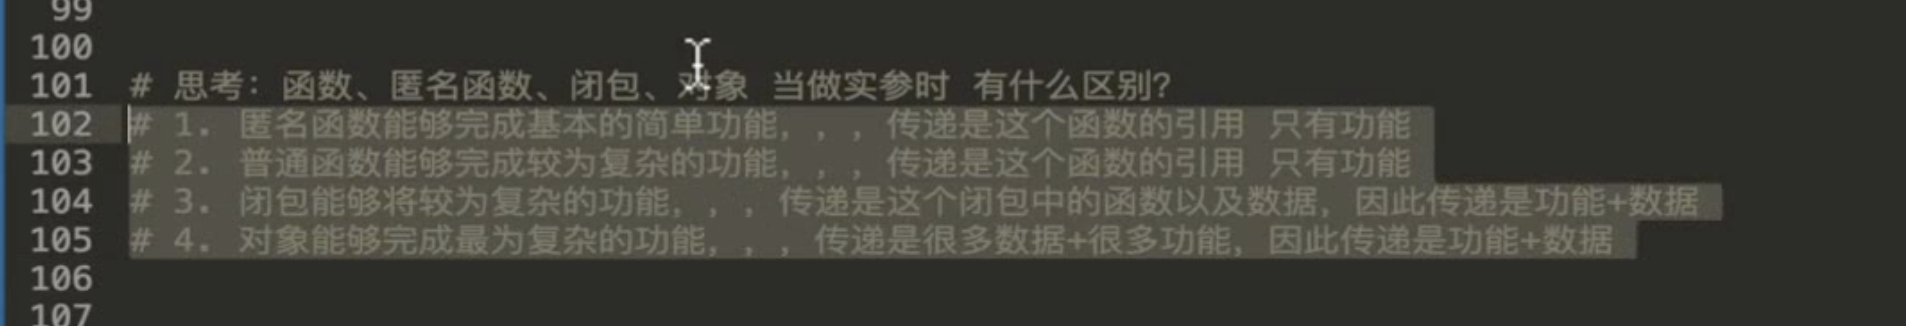 99
100
101 # 思考：函数、匿名函数、闭包、对象 当做实参时 有什么区别?
102 # 1. 匿名函数能够完成基本的简单功能，，，传递是这个函数的引用 只有功能
103 # 2. 普通函数能够完成较为复杂的功能，，，传递是这个函数的引用 只有功能
104 # 3. 闭包能够将较为复杂的功能，，，传递是这个闭包中的函数以及数据，因此传递是功能+数据
105 # 4. 对象能够完成最为复杂的功能，，，传递是很多数据+很多功能，因此传递是功能+数据
106
107